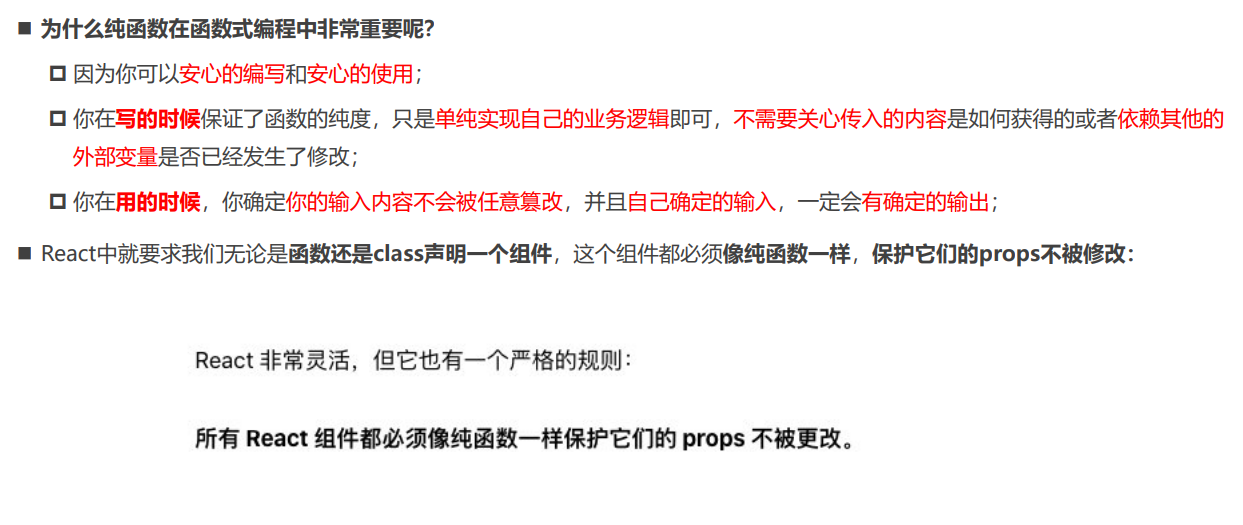 为什么纯函数在函数式编程中非常重要呢？
因为你可以安心的编写和安心的使用；
你在写的时候保证了函数的纯度，只是单纯实现自己的业务逻辑即可，不需要关心传入的内容是如何获得的或者依赖其他的
外部变量是否已经发生了修改；
你在用的时候，你确定你的输入内容不会被任意篡改，并且自己确定的输入，一定会有确定的输出；
React中就要求我们无论是函数还是class声明一个组件，这个组件都必须像纯函数一样，保护它们的props不被修改：
React 非常灵活，但它也有一个严格的规则：
所有 React 组件都必须像纯函数一样保护它们的 props 不被更改。